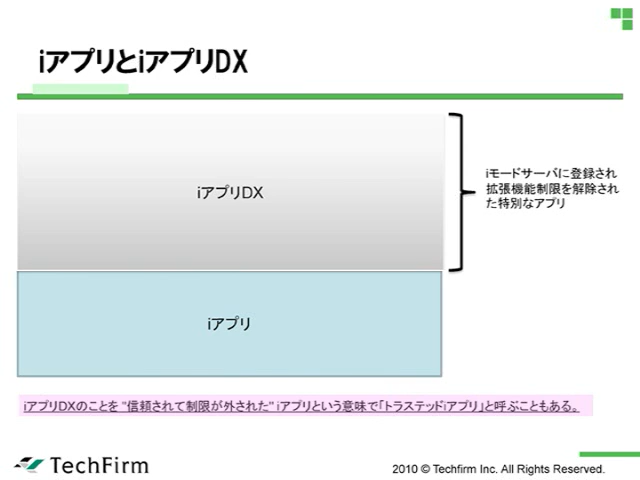 iアプリとiアプリDX
iアプリDX
iモードサーバに登録され
拡張機能制限を解除され
た特別なアプリ
iアプリ
iアプリDXのことを "信頼されて制限が外された" iアプリという意味で「トラステッドiアプリ」と呼ぶこともある。
TechFirm
2010 © Techfirm Inc. All Rights Reserved.